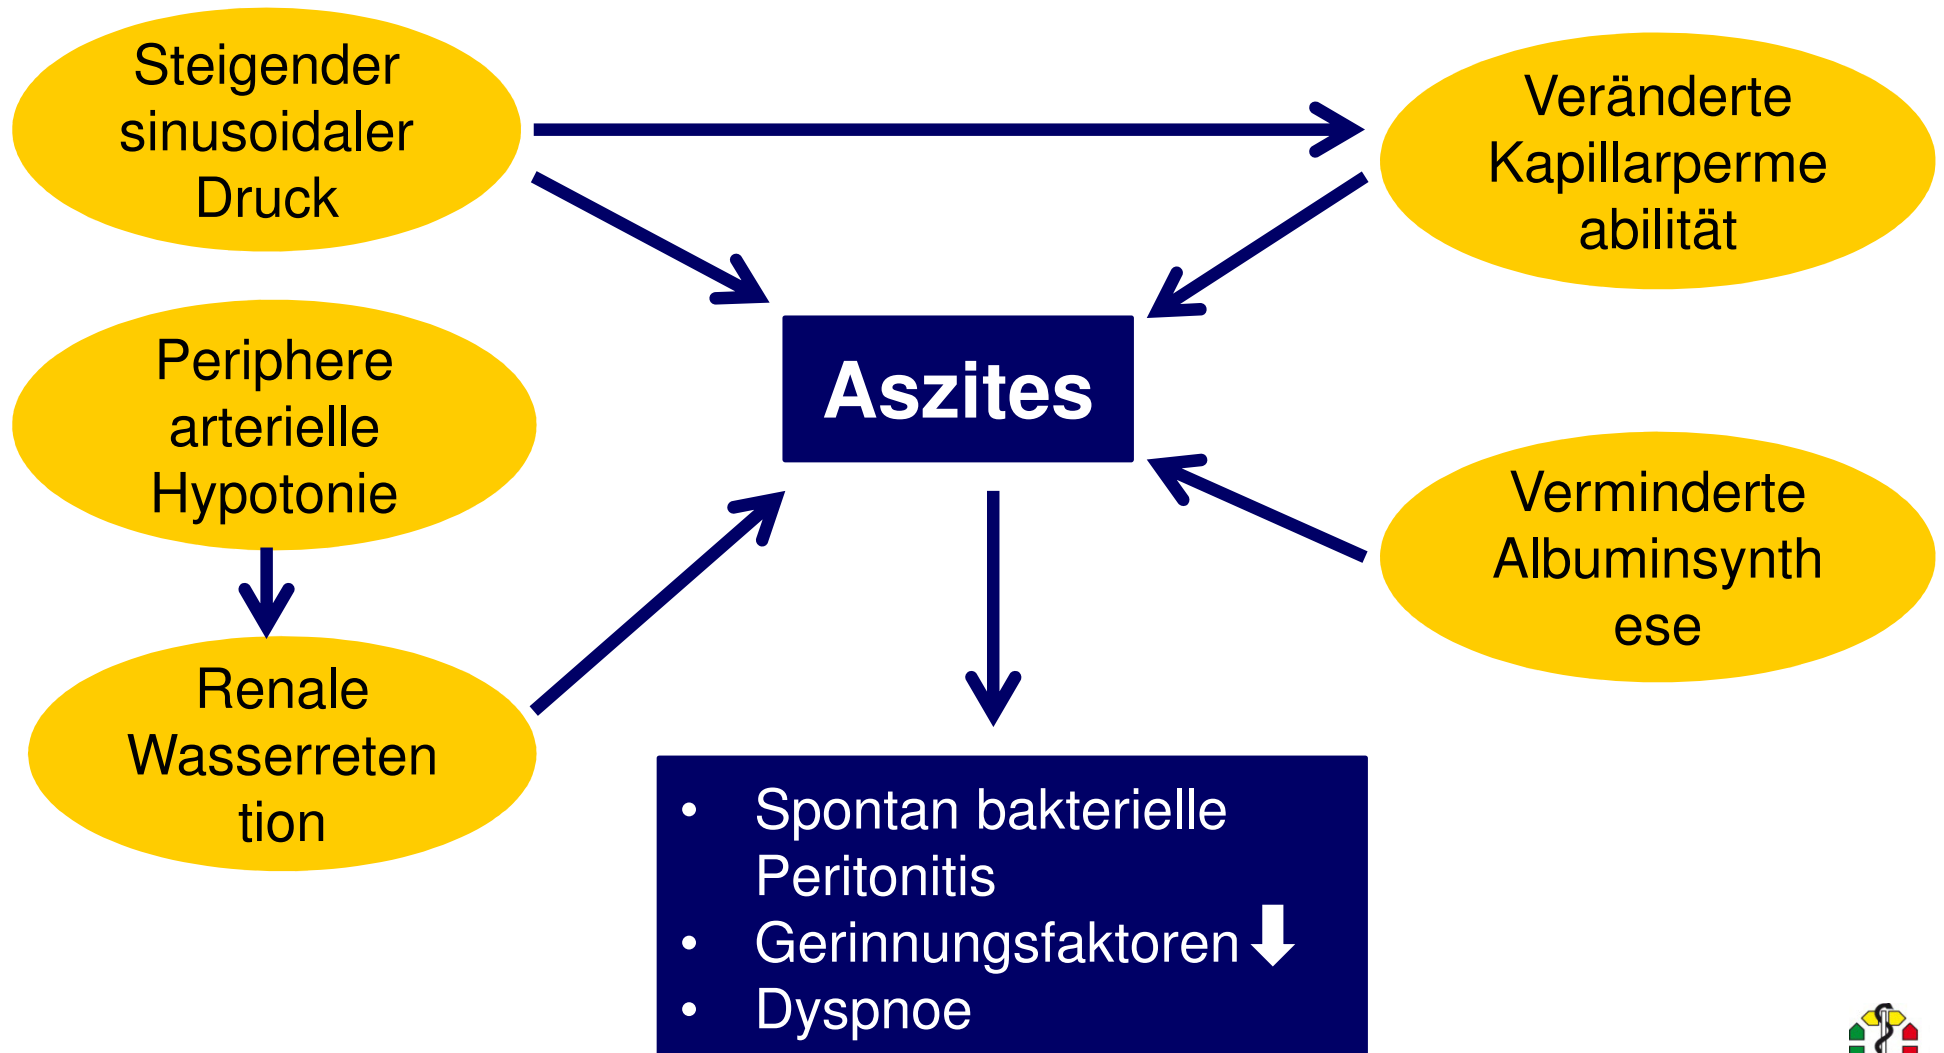 Steigender
sinusoidaler
Druck
Veränderte
Kapillarperme
abilität
Periphere
arterielle
Hypotonie
Aszites
Verminderte
Albuminsynth
ese
Renale
Wasserreten
tion
• Spontan bakterielle
Peritonitis
• Gerinnungsfaktoren
• Dyspnoe